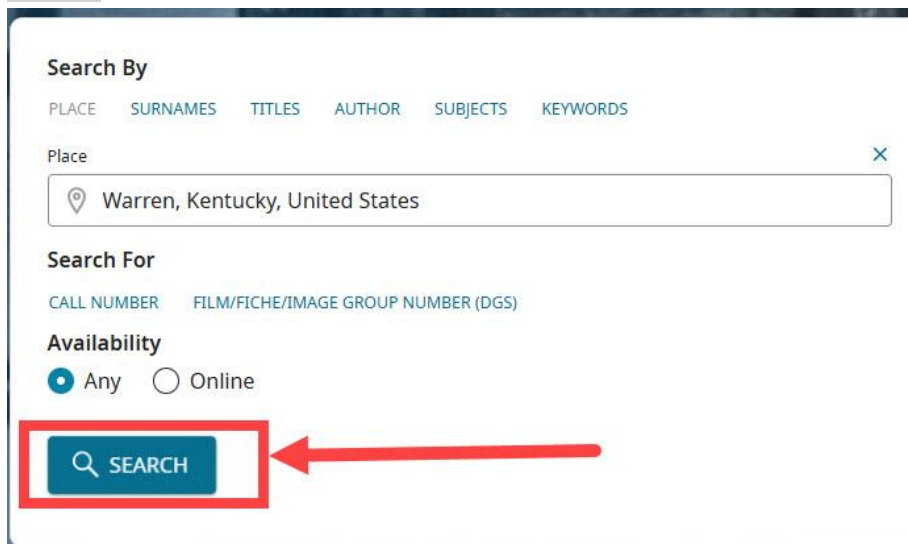 Search By
PLACE SURNAMES TITLES AUTHOR SUBJECTS KEYWORDS
Place
Warren, Kentucky, United States
Search For
CALL NUMBER FILM/FICHE/IMAGE GROUP NUMBER (DGS)
Availability
Any Online
SEARCH